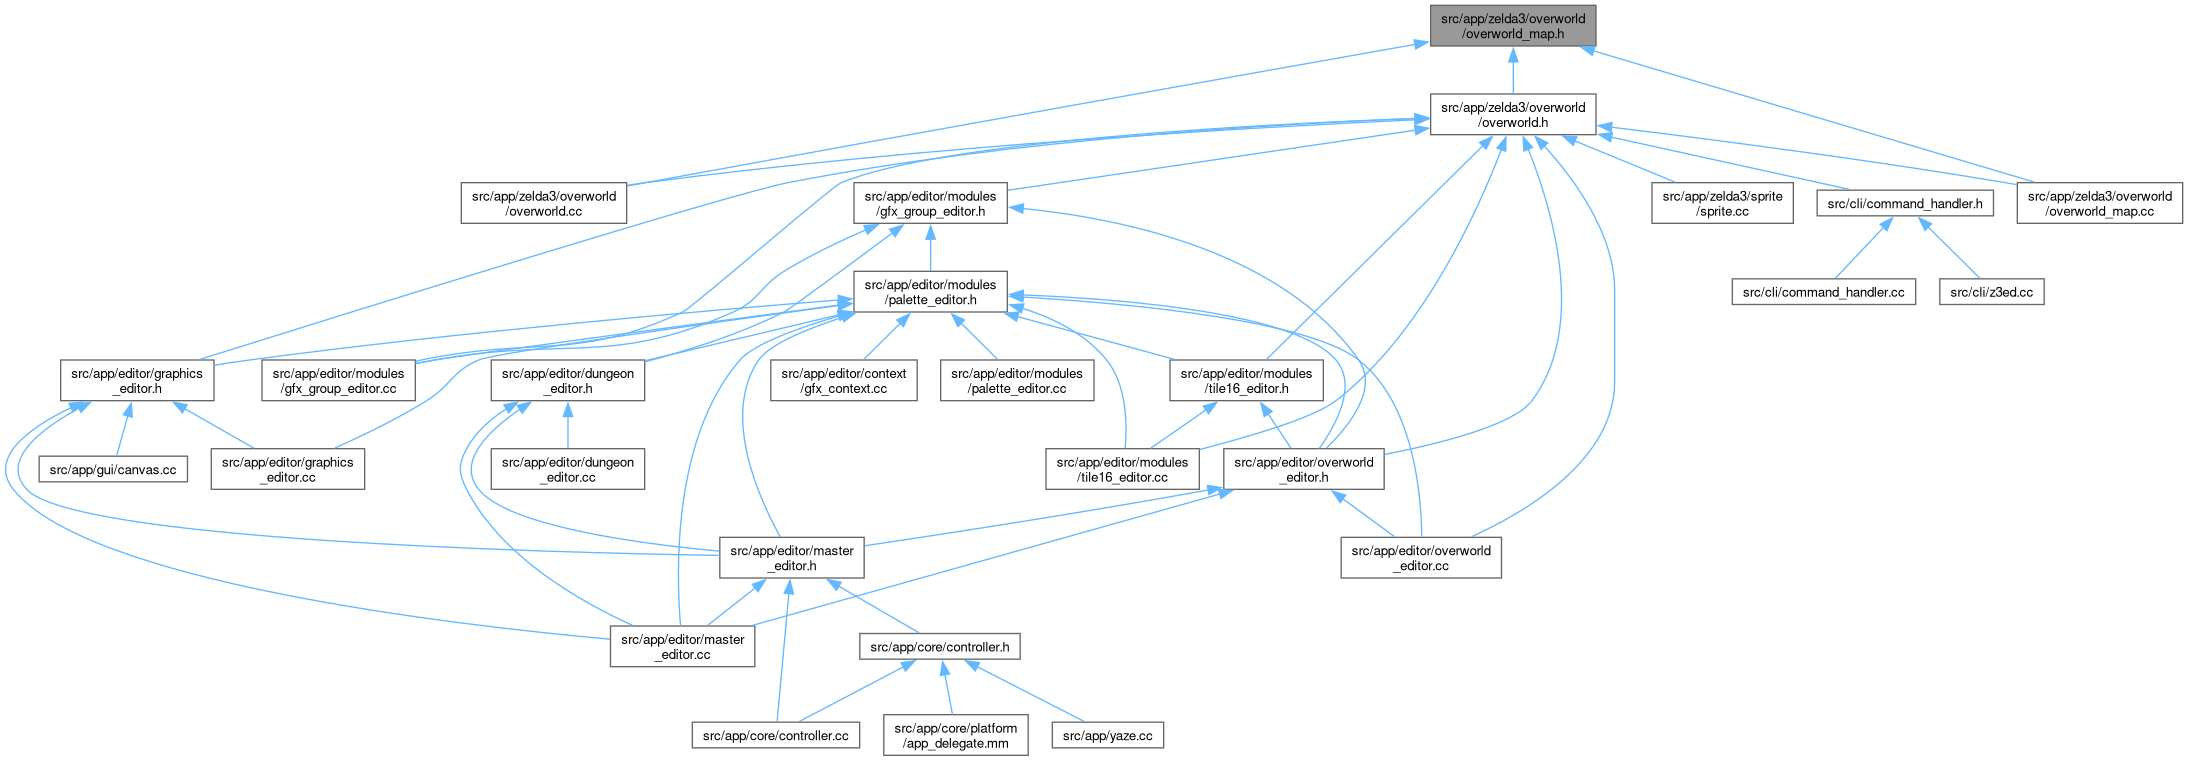 src/app/zelda3/overworld
/overworld_map.h
src/app/zelda3/overworld
/overworld.h
src/app/zelda3/overworld
/overworld.cc
src/app/editor/modules
/gfx_group_editor.h
src/app/zelda3/sprite
/sprite.cc
src/cli/command_handler.h
src/app/zelda3/overworld
/overworld_map.cc
src/app/editor/modules
/palette_editor.h
src/cli/command_handler.cc
src/cli/z3ed.cc
src/app/editor/graphics
_editor.h
src/app/editor/modules
/gfx_group_editor.cc
src/app/editor/dungeon
_editor.h
src/app/editor/context
/gfx_context.cc
src/app/editor/modules
/palette_editor.cc
src/app/editor/modules
/tile16_editor.h
src/app/gui/canvas.cc
src/app/editor/graphics
_editor.cc
src/app/editor/dungeon
_editor.cc
src/app/editor/modules
/tile16_editor.cc
src/app/editor/overworld
_editor.h
src/app/editor/master
_editor.h
src/app/editor/overworld
_editor.cc
src/app/editor/master
_editor.cc
src/app/core/controller.h
src/app/core/controller.cc
src/app/core/platform
/app_delegate.mm
src/app/yaze.cc